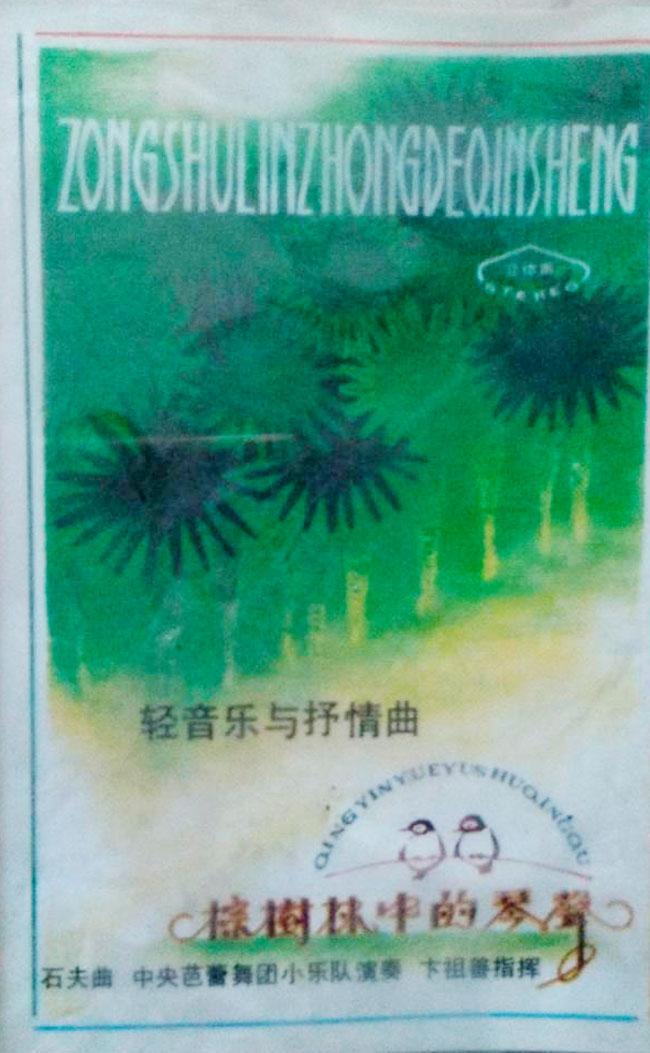 ZONGSHULINZHONGDEQINSHENG
立体声
STEREO
轻音乐与抒情曲
QINGYINYUEYUSHUQINGQU
棕樹林中的琴聲
石夫曲 中央芭蕾舞团小乐队演奏 卞祖善指挥